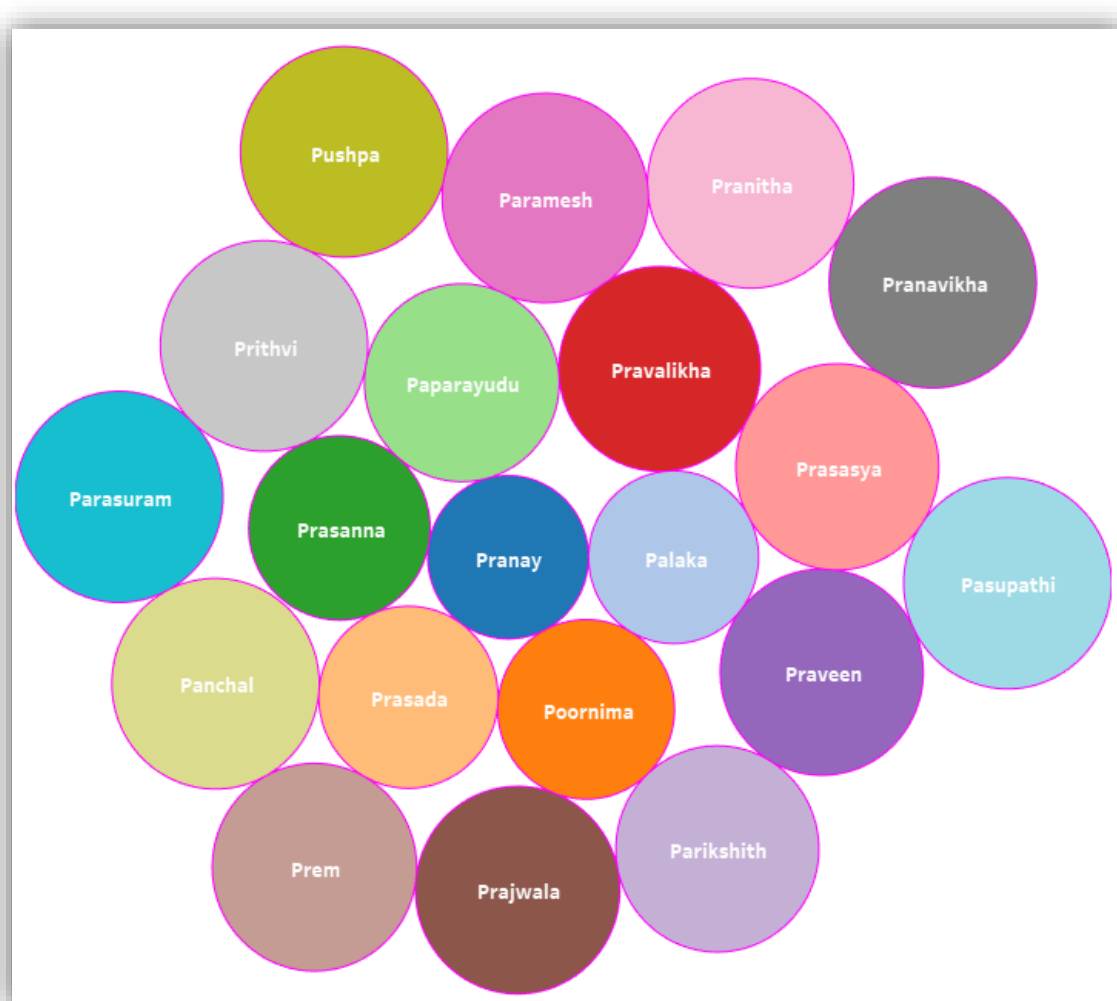 Pushpa
Paramesh
Pranitha
Pranavikha
Prithvi
Paparayudu
Pravalikha
Prasasya
Parasuram
Prasanna
Pranay
Palaka
Pasupathi
Panchal
Prasada
Poornima
Praveen
Prem
Prajwala
Parikshith